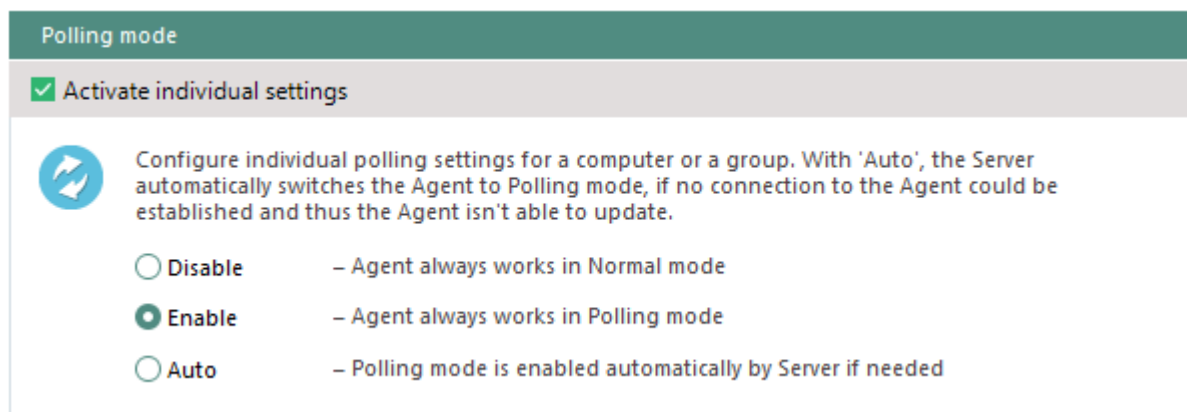 Polling mode
Activate individual settings
Configure individual polling settings for a computer or a group. With 'Auto', the Server
automatically switches the Agent to Polling mode, if no connection to the Agent could be
established and thus the Agent isn't able to update.
Disable – Agent always works in Normal mode
Enable – Agent always works in Polling mode
Auto – Polling mode is enabled automatically by Server if needed